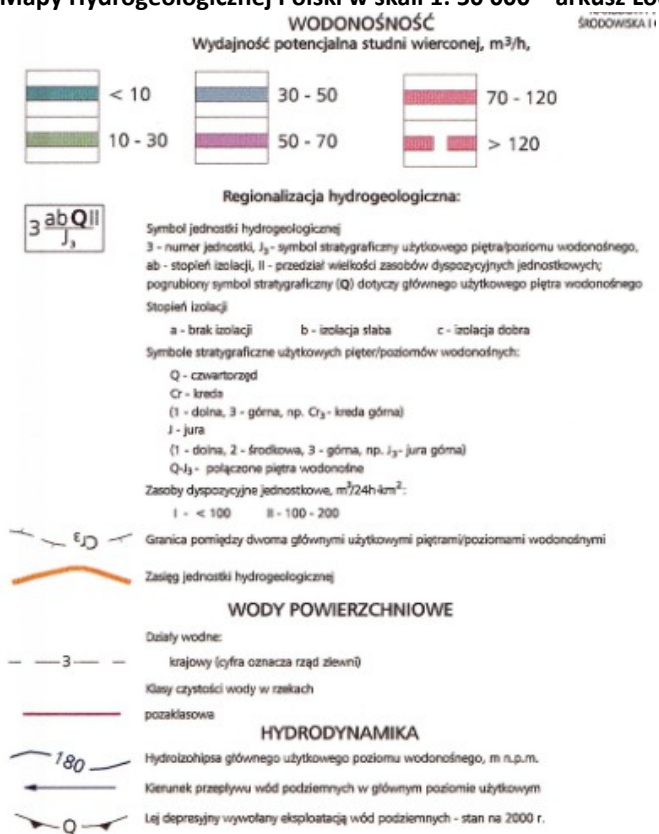 Mapy Hydrogeologicznej Polski w skali 1: 50 000 arkusz
WODONOŚNOŚĆ
ŚRODOWISKA I
Wydajność potencjalna studni wierconej, m³/h,
< 10
30 - 50
70 - 120
10 - 30
50 - 70
> 120
Regionalizacja hydrogeologiczna:
3 abQII
J₃
Symbol jednostki hydrogeologicznej
3 - numer jednostki, J₃ - symbol stratygraficzny użytkowego piętra/poziomu wodonośnego,
ab - stopień izolacji, II - przedział wielkości zasobów dyspozycyjnych jednostkowych;
pogrubiony symbol stratygraficzny (Q) dotyczy głównego użytkowego piętra wodonośnego
Stopień izolacji
a - brak izolacji b - izolacja słaba c - izolacja dobra
Symbole stratygraficzne użytkowych pięter/poziomów wodonośnych:
Q - czwartorzęd
Cr - kreda
(1 - dolna, 3 - górna, np. Cr₃ - kreda górna)
J - jura
(1 - dolna, 2 - środkowa, 3 - górna, np. J₃ - jura górna)
Q-J₃ - połączone piętra wodonośne
Zasoby dyspozycyjne jednostkowe, m³/24h·km²:
I - < 100 II - 100 - 200
Cr₃
Granica pomiędzy dwoma głównymi użytkowymi piętrami/poziomami wodonośnymi
Zasięg jednostki hydrogeologicznej
WODY POWIERZCHNIOWE
Działy wodne:
3
krajowy (cyfra oznacza rząd zlewni)
Klasy czystości wody w rzekach
pozaklasowa
HYDRODYNAMIKA
180
Hydroizohipsa głównego użytkowego poziomu wodonośnego, m n.p.m.
Kierunek przepływu wód podziemnych w głównym poziomie użytkowym
Q
Lej depresyjny wywołany eksploatacją wód podziemnych - stan na 2000 r.